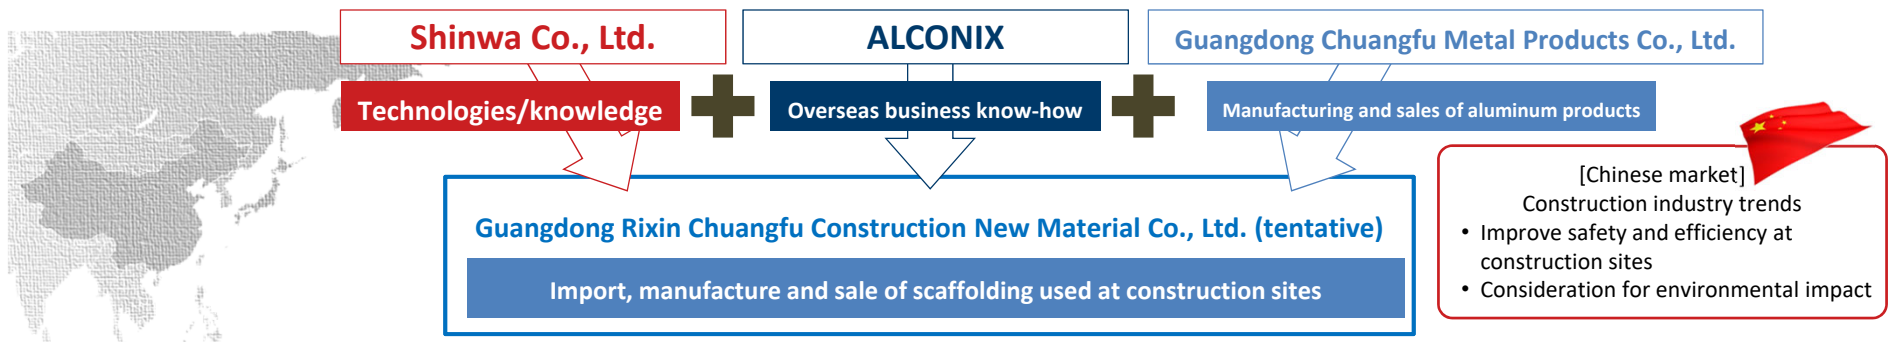 Shinwa Co., Ltd.
ALCONIX
Guangdong Chuangfu Metal Products Co., Ltd.
Technologies/knowledge
Overseas business know-how
Manufacturing and sales of aluminum products
Guangdong Rixin Chuangfu Construction New Material Co., Ltd. (tentative)
Import, manufacture and sale of scaffolding used at construction sites
[Chinese market]
Construction industry trends
• Improve safety and efficiency at
construction sites
• Consideration for environmental impact